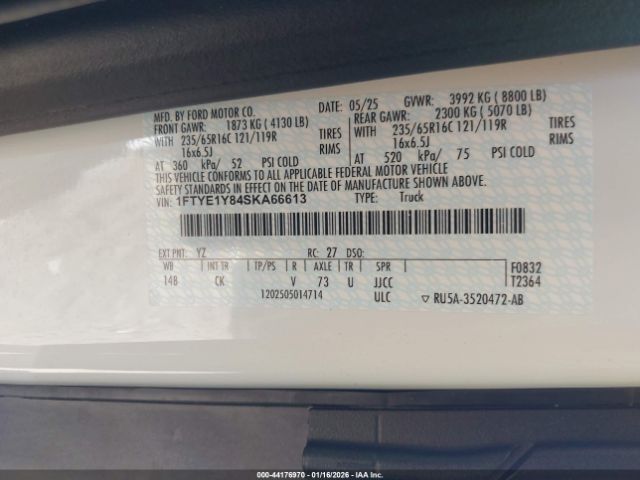 MFD. BY FORD MOTOR CO. DATE: 05/25 GVWR: 3992 KG ( 8800 LB)
FRONT GAWR: 1873 KG ( 4130 LB) REAR GAWR: 2300 KG ( 5070 LB)
WITH 235/65R16C 121/119R TIRES WITH 235/65R16C 121/119R TIRES
16x6.5J RIMS 16x6.5J RIMS
AT 360 kPa/ 52 PSI COLD AT 520 kPa/ 75 PSI COLD
THIS VEHICLE CONFORMS TO ALL APPLICABLE FEDERAL MOTOR VEHICLE
SAFETY STANDARDS IN EFFECT ON THE DATE OF MANUFACTURE SHOWN ABOVE.
VIN: 1FTYE1Y84SKA66613 TYPE: Truck
EXT PNT: YZ RC: 27 DSO:
WB INT TR TP/PS R AXLE TR SPR F0832
148 CK V 73 U JJCC T2364
1202505014714 ULC ▽ RU5A-3520472-AB
000-44176970 - 01/16/2026 - IAA Inc.